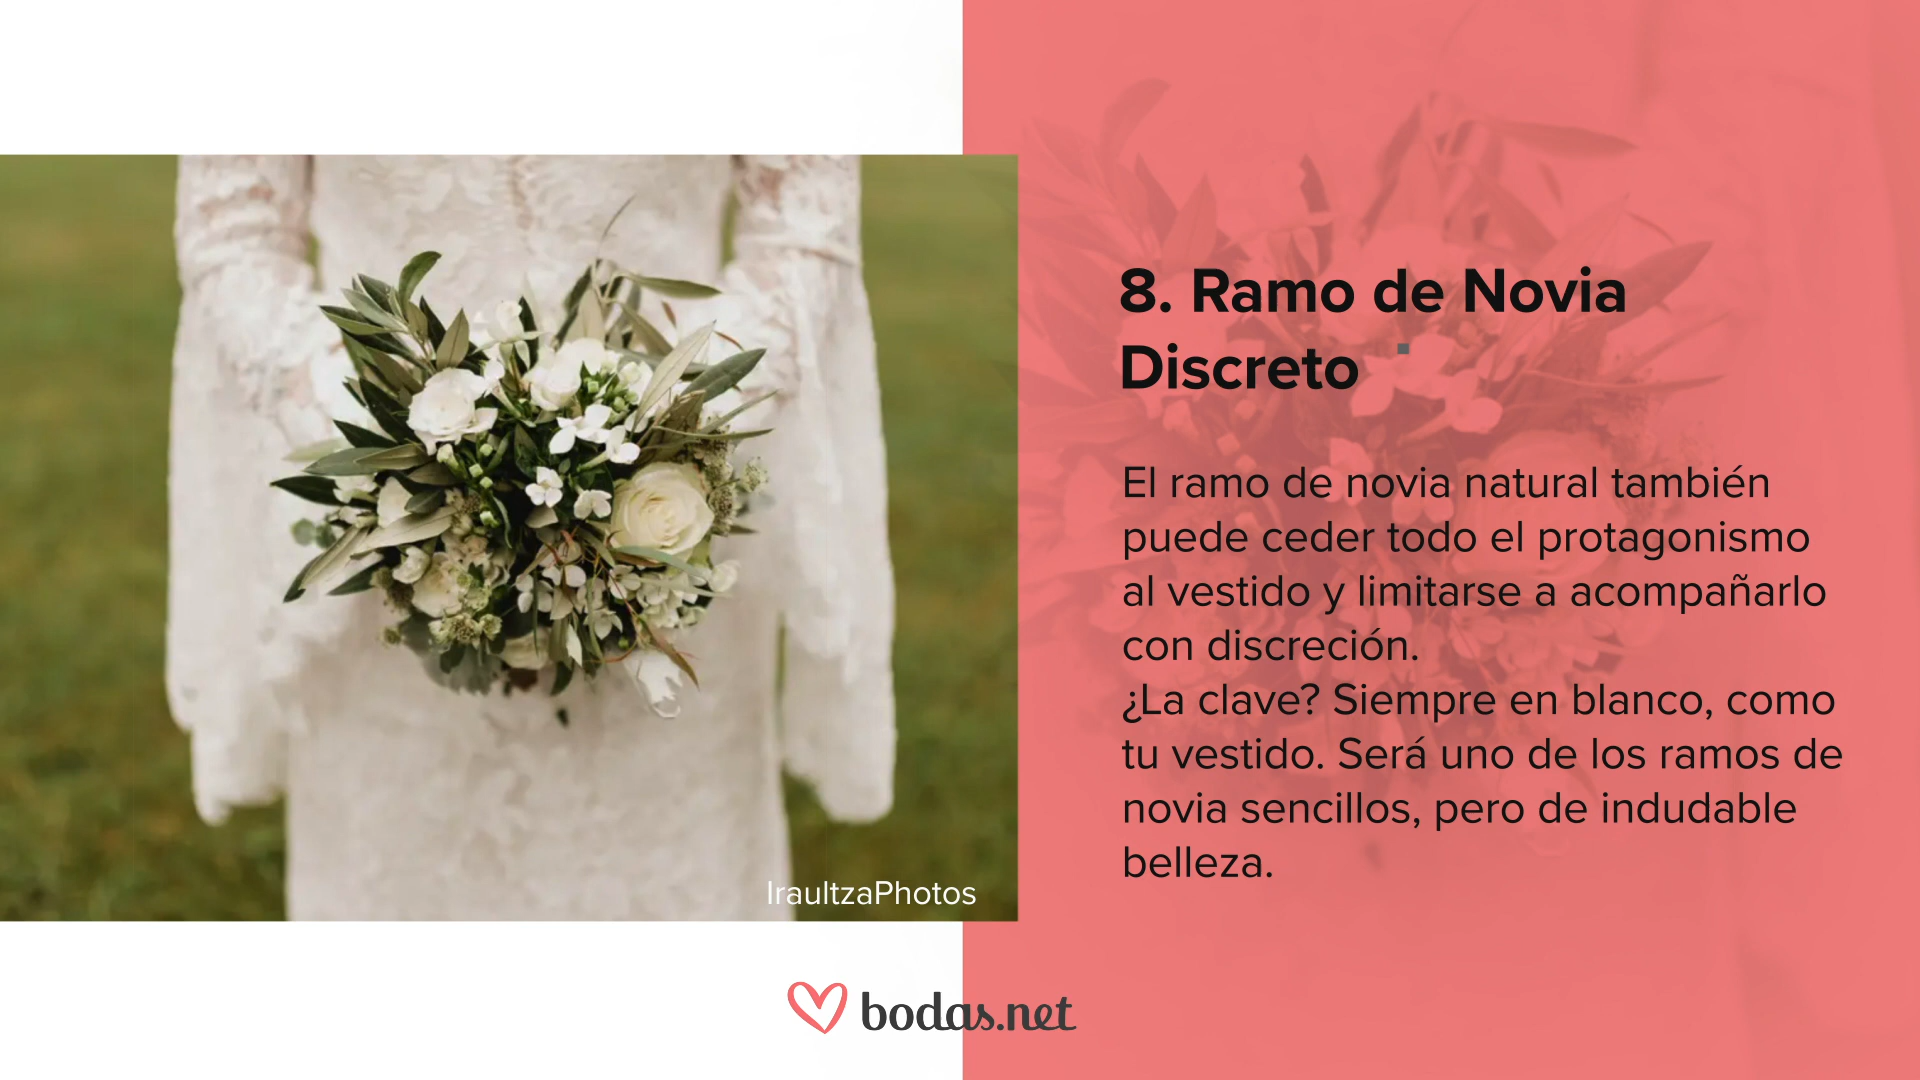 8. Ramo de Novia
Discreto
El ramo de novia natural también
puede ceder todo el protagonismo
al vestido y limitarse a acompañarlo
con discreción.
¿La clave? Siempre en blanco, como
tu vestido. Será uno de los ramos de
novia sencillos, pero de indudable
belleza.
IraultzaPhotos
bodas.net